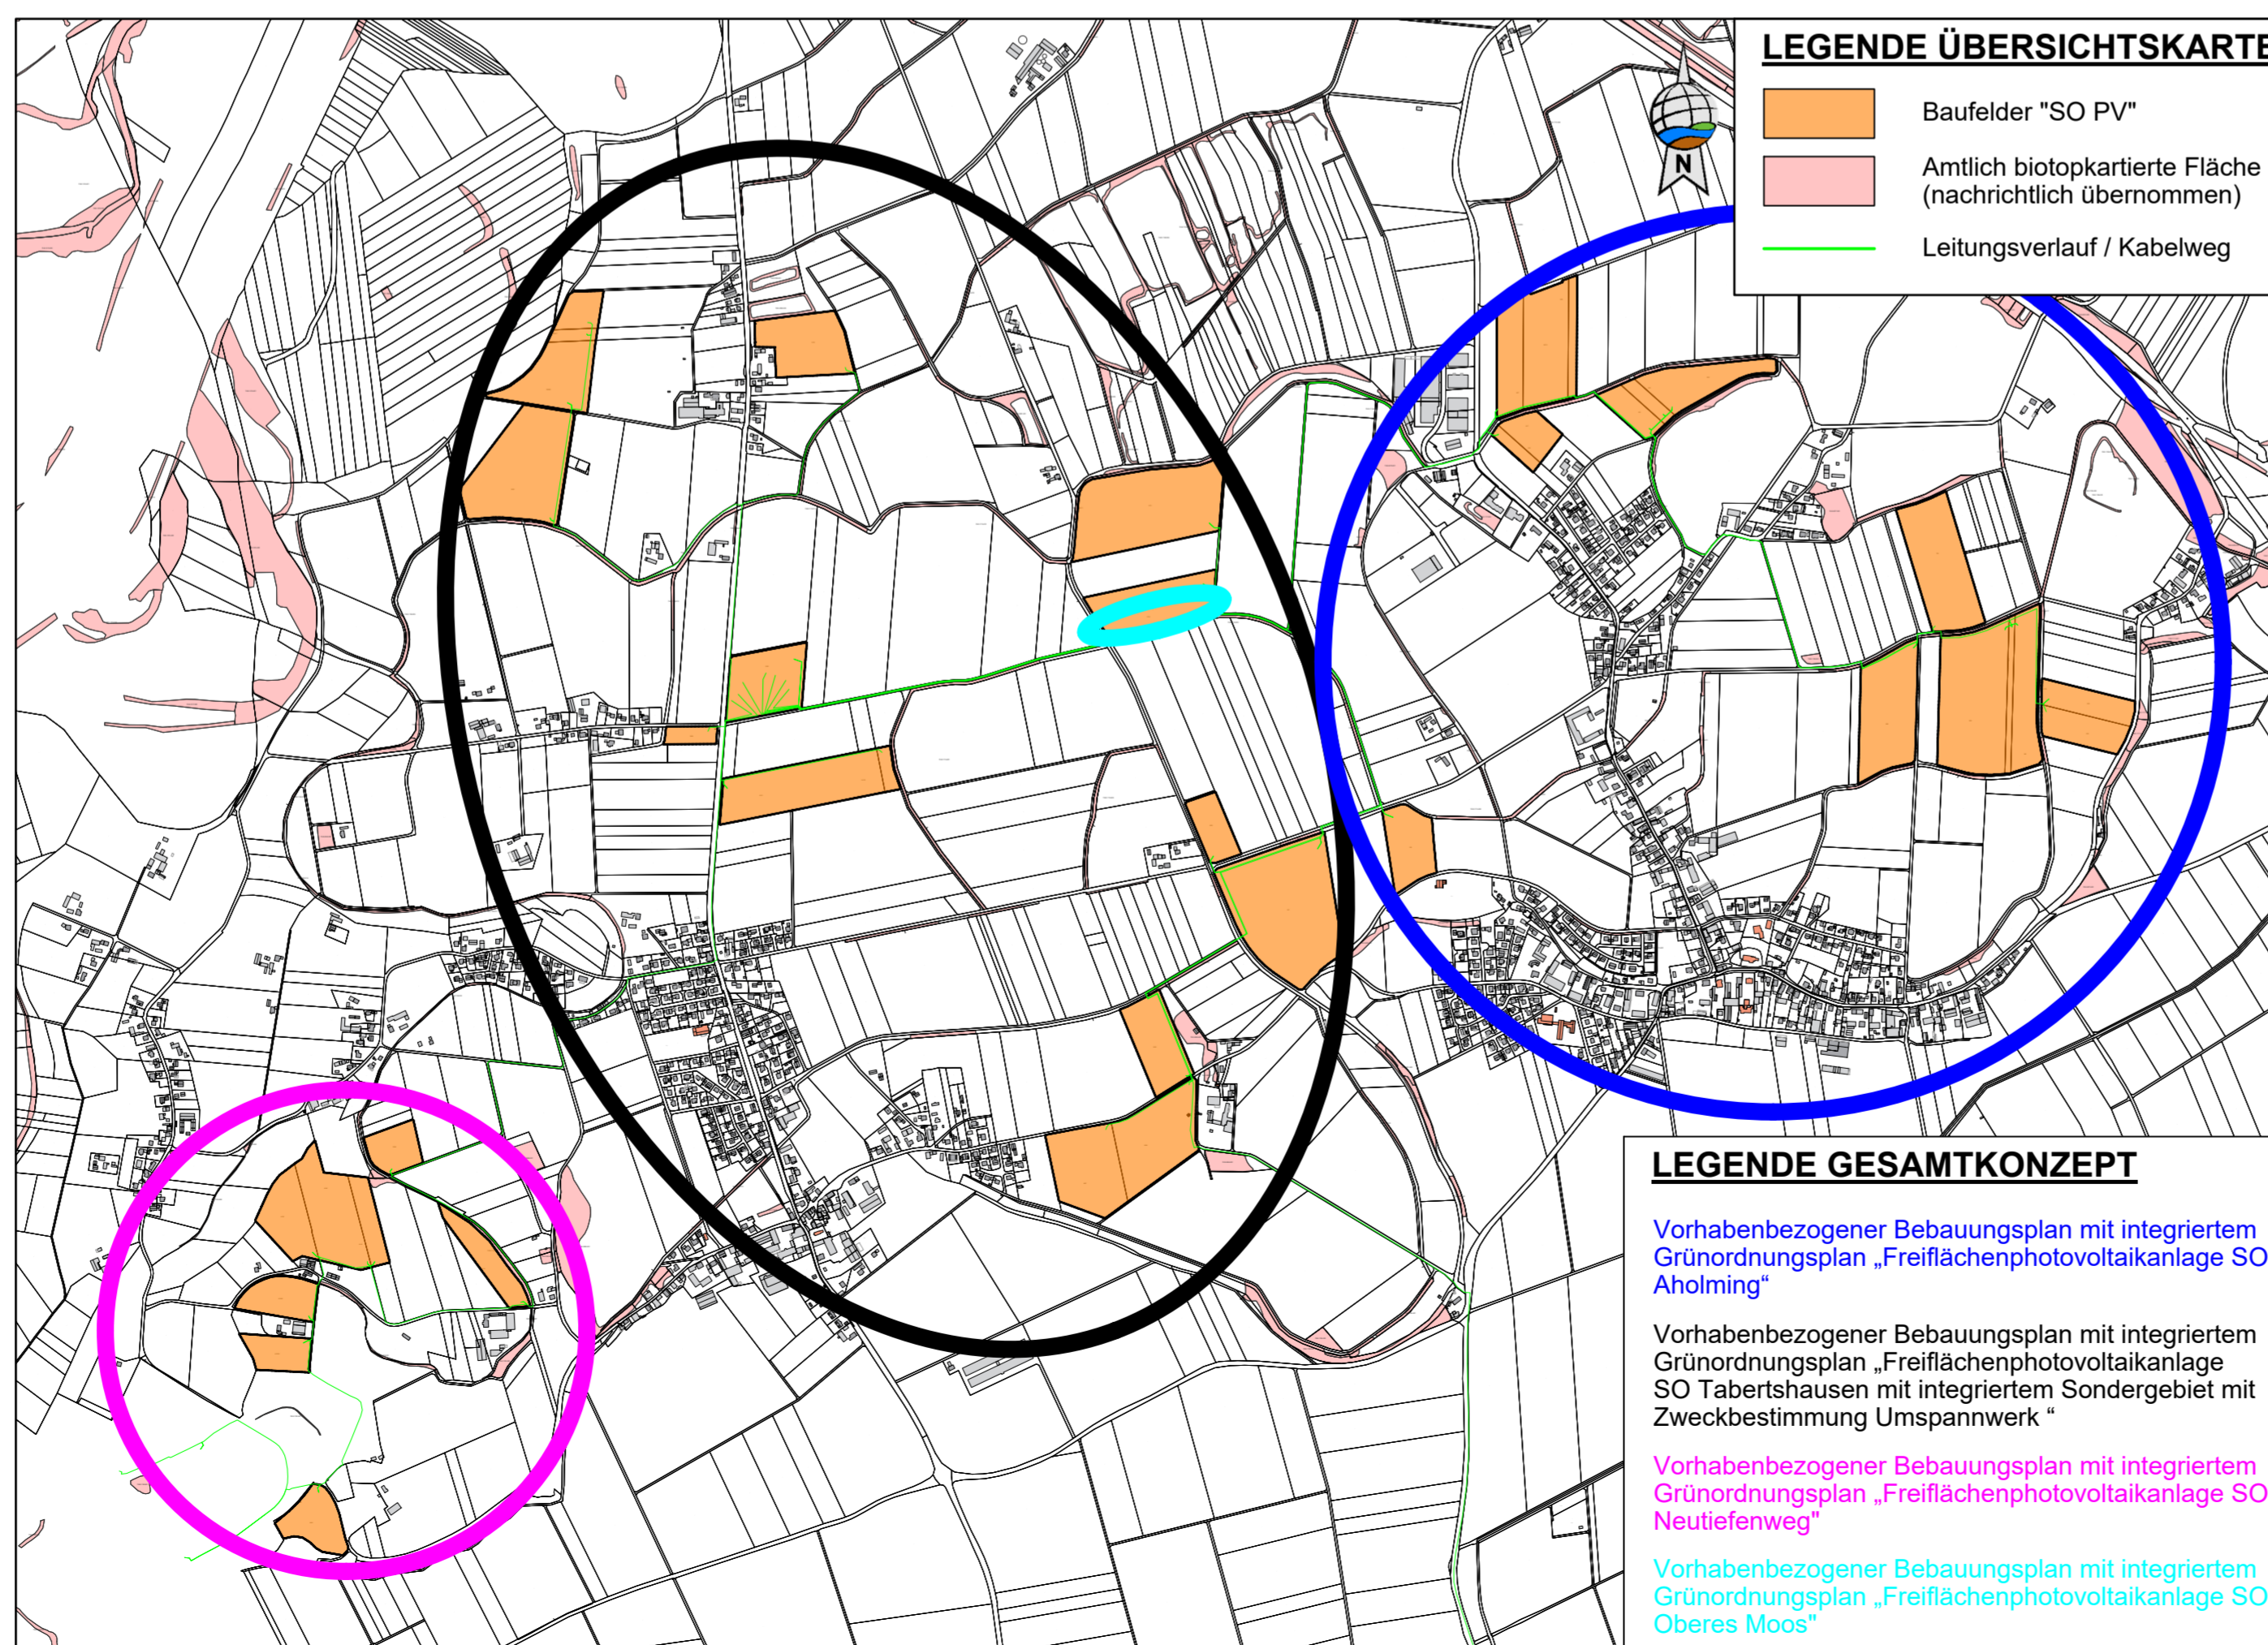 LEGENDE ÜBERSICHTSKARTE
Baufelder "SO PV"
Amtlich biotopkartierte Fläche
(nachrichtlich übernommen)
Leitungsverlauf / Kabelweg
N
LEGENDE GESAMTKONZEPT
Vorhabenbezogener Bebauungsplan mit integriertem
Grünordnungsplan „Freiflächenphotovoltaikanlage SO
Aholming“
Vorhabenbezogener Bebauungsplan mit integriertem
Grünordnungsplan „Freiflächenphotovoltaikanlage
SO Tabertshausen mit integriertem Sondergebiet mit
Zweckbestimmung Umspannwerk “
Vorhabenbezogener Bebauungsplan mit integriertem
Grünordnungsplan „Freiflächenphotovoltaikanlage SO
Neutiefenweg"
Vorhabenbezogener Bebauungsplan mit integriertem
Grünordnungsplan „Freiflächenphotovoltaikanlage SO
Oberes Moos"